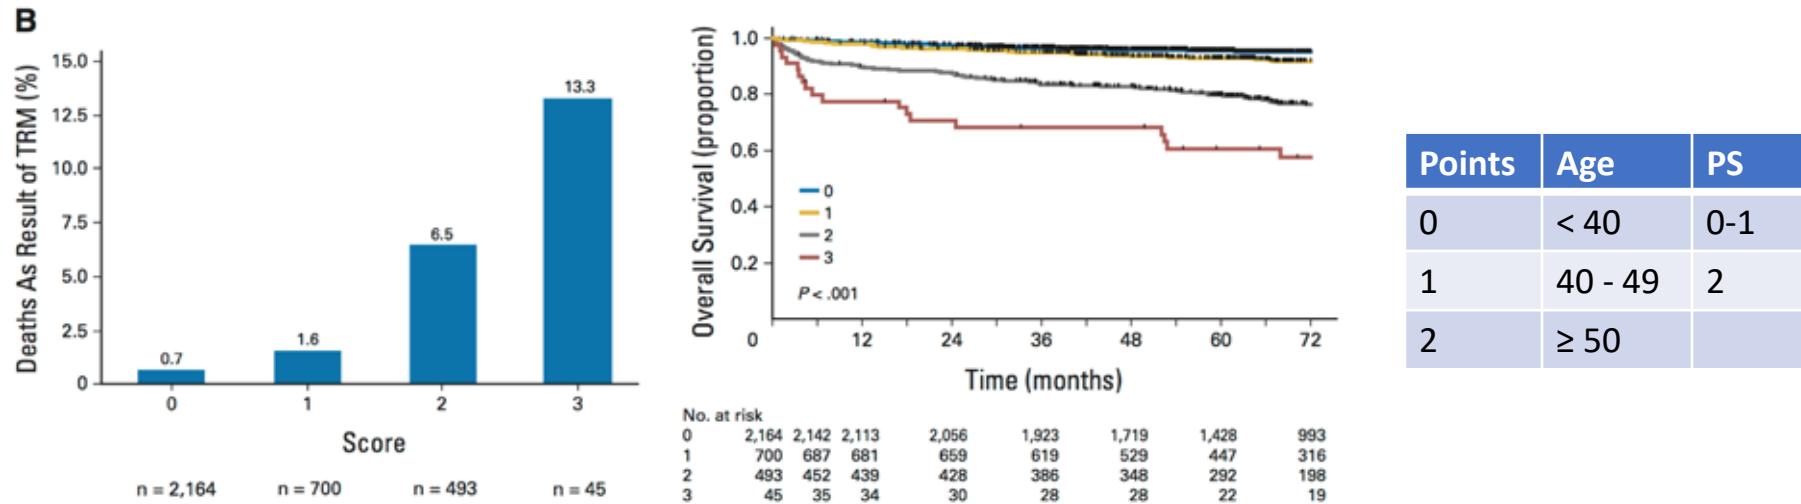 B
Deaths As Result of TRM (%)
15.0
12.5
10.0
7.5
5.0
2.5
0
0.7
1.6
6.5
13.3
0 1 2 3
Score
n = 2,164 n = 700 n = 493 n = 45
Overall Survival (proportion)
1.0
0.8
0.6
0.4
0.2
0
1
2
3
P < .001
0 12 24 36 48 60 72
Time (months)
No. at risk
0 2,164 2,142 2,113 2,056 1,923 1,719 1,428 993
1 700 687 681 659 619 529 447 316
2 493 452 439 428 386 348 292 198
3 45 35 34 30 28 28 22 19
Points Age PS
0 < 40 0-1
1 40 - 49 2
2 ≥ 50